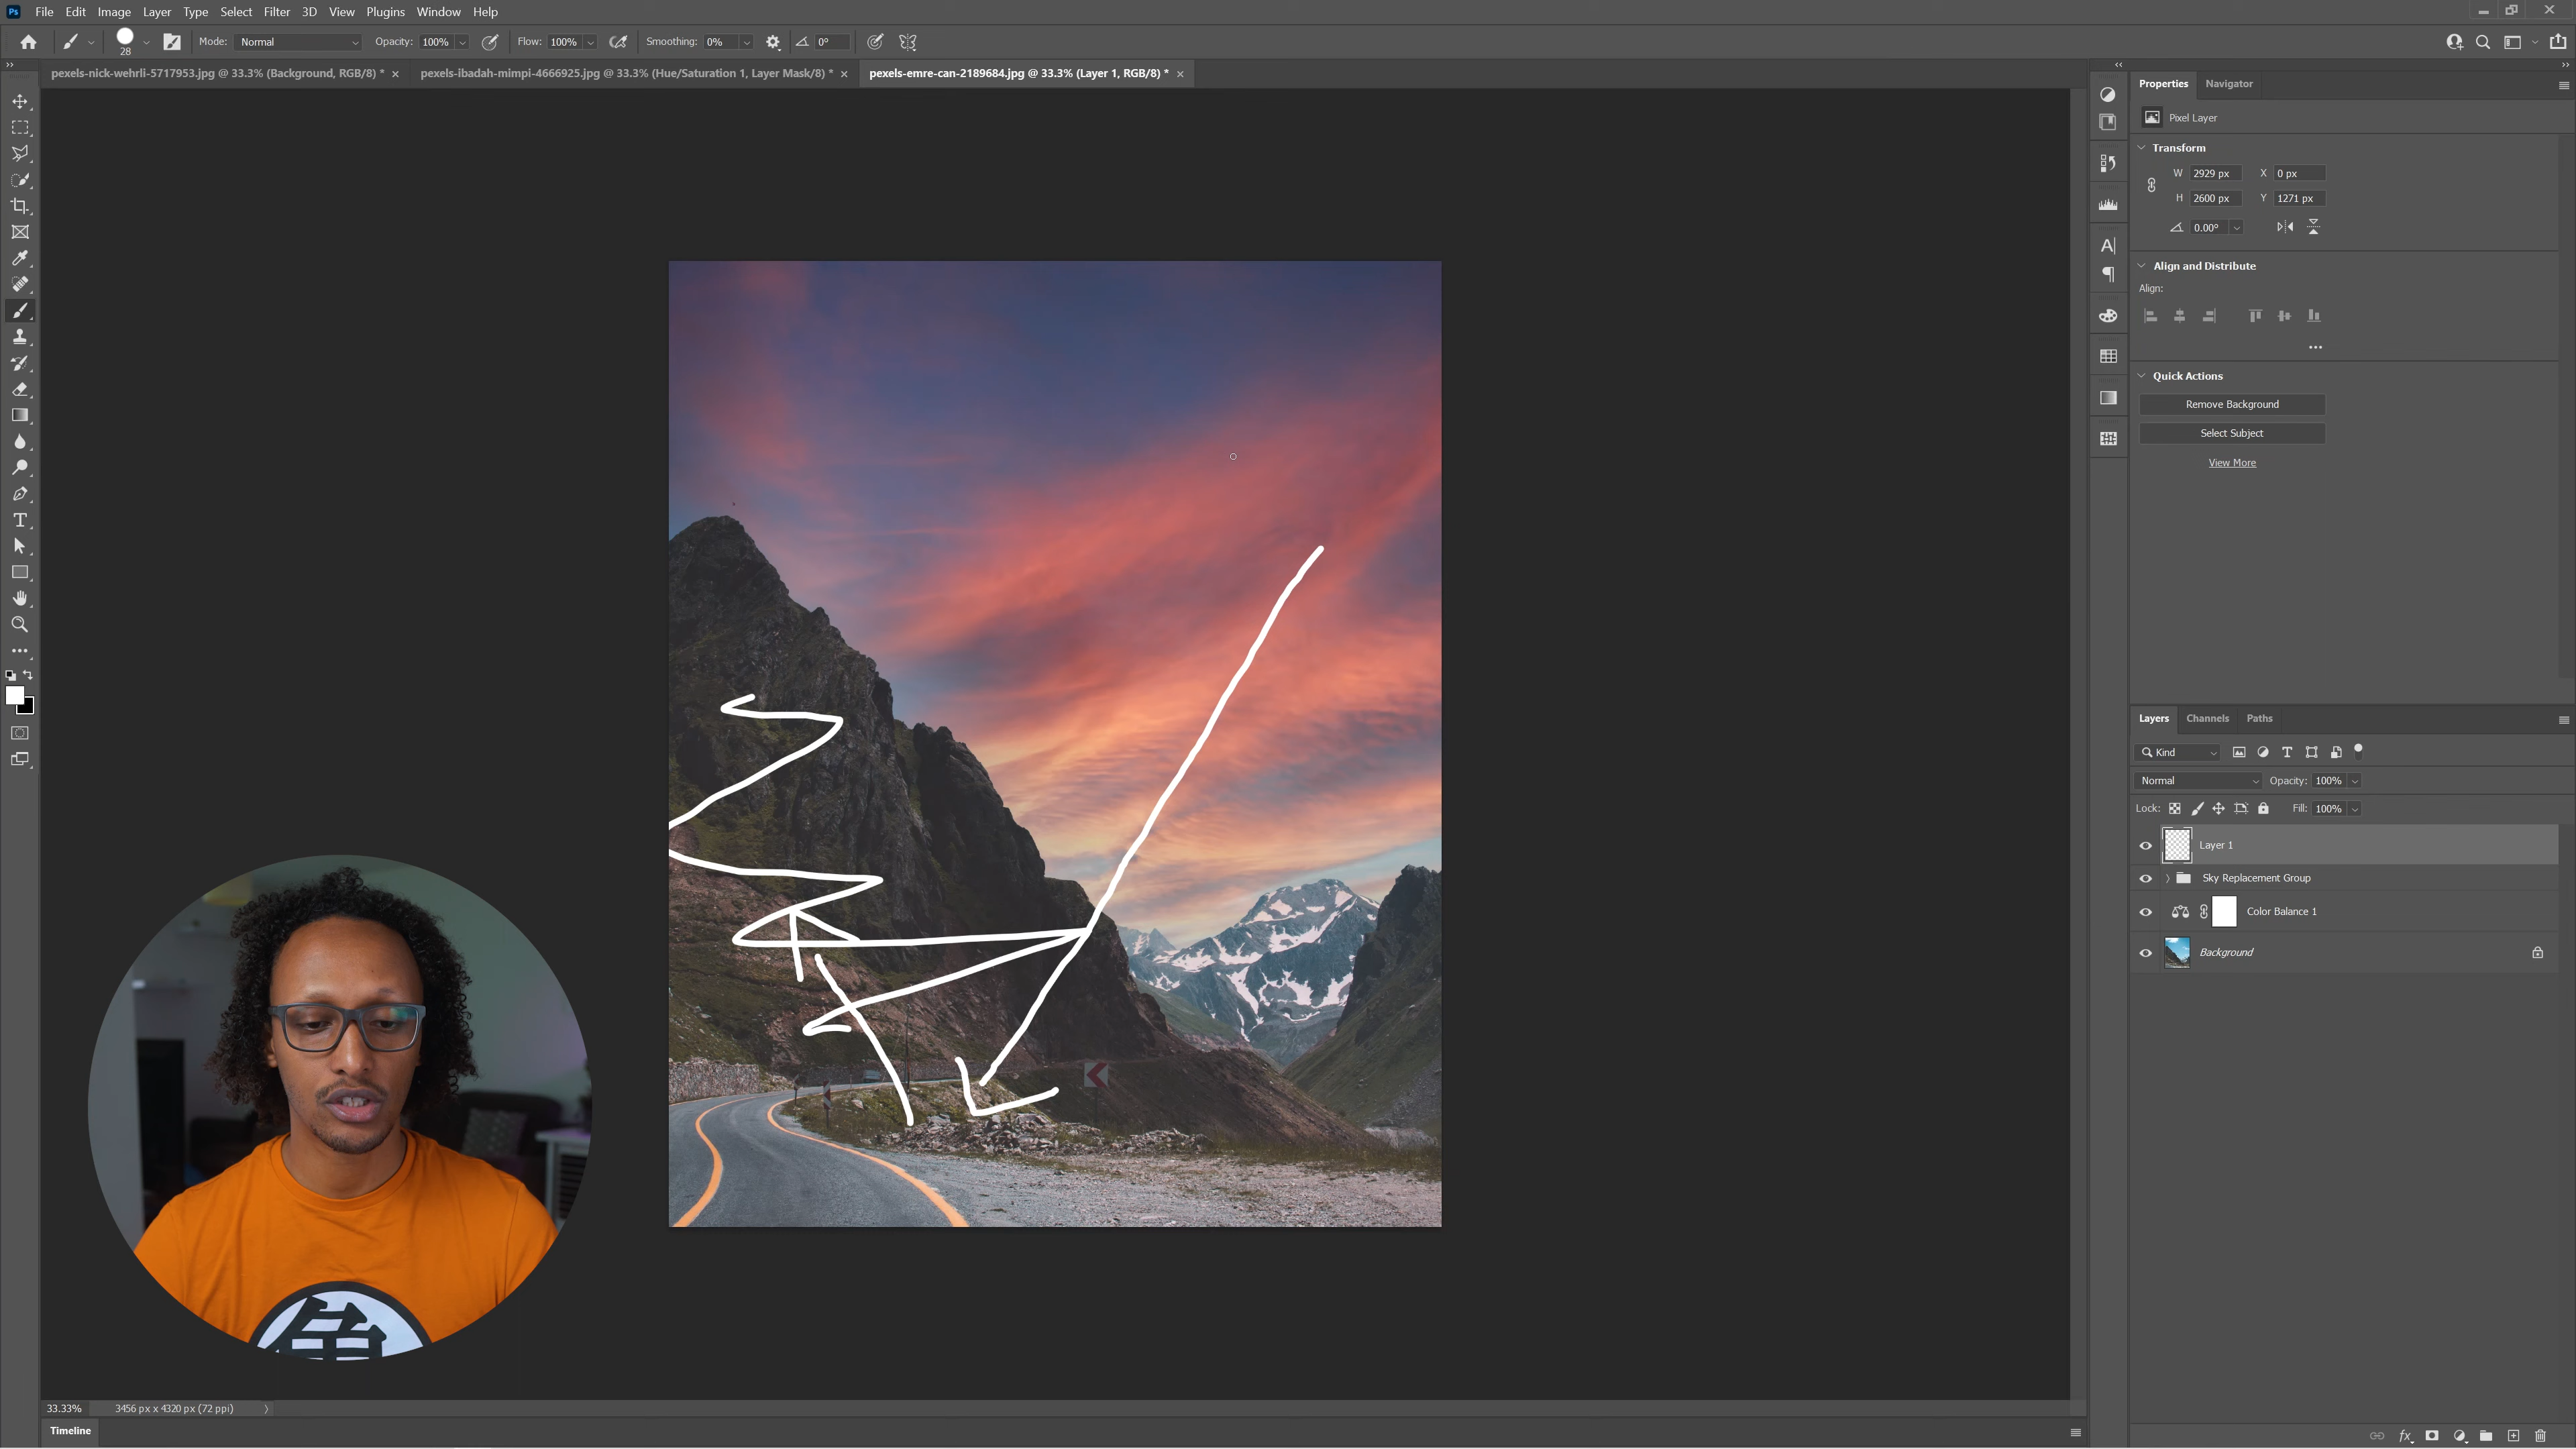 Ps File Edit Image Layer Type Select Filter 3D View Plugins Window Help
28 Mode: Normal Opacity: 100% Flow: 100% Smoothing: 0% 0°
pexels-nick-wehrli-5717953.jpg @ 33.3% (Background, RGB/8) * × pexels-ibadah-mimpi-4666925.jpg @ 33.3% (Hue/Saturation 1, Layer Mask/8) * × pexels-emre-can-2189684.jpg @ 33.3% (Layer 1, RGB/8) * ×
Properties Navigator
Pixel Layer
Transform
W 2929 px X 0 px
H 2600 px Y 1271 px
0.00°
Align and Distribute
Align:
Quick Actions
Remove Background
Select Subject
View More
Layers Channels Paths
Kind
Normal Opacity: 100%
Lock: Fill: 100%
Layer 1
Sky Replacement Group
Color Balance 1
Background
亀
33.33% 3456 px x 4320 px (72 ppi)
Timeline